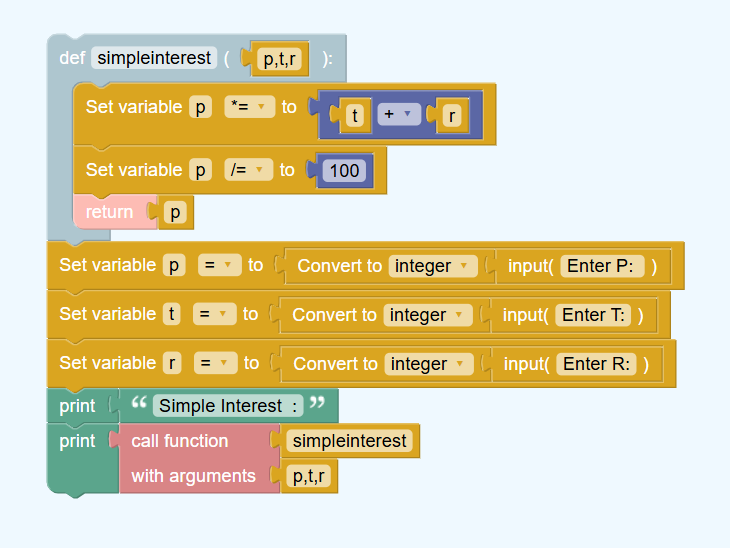 def simpleinterest ( p,t,r ):
Set variable p *= to t + r
Set variable p /= to 100
return p
Set variable p = to Convert to integer input( Enter P: )
Set variable t = to Convert to integer input( Enter T: )
Set variable r = to Convert to integer input( Enter R: )
print “ Simple Interest : ”
print call function simpleinterest
with arguments p,t,r